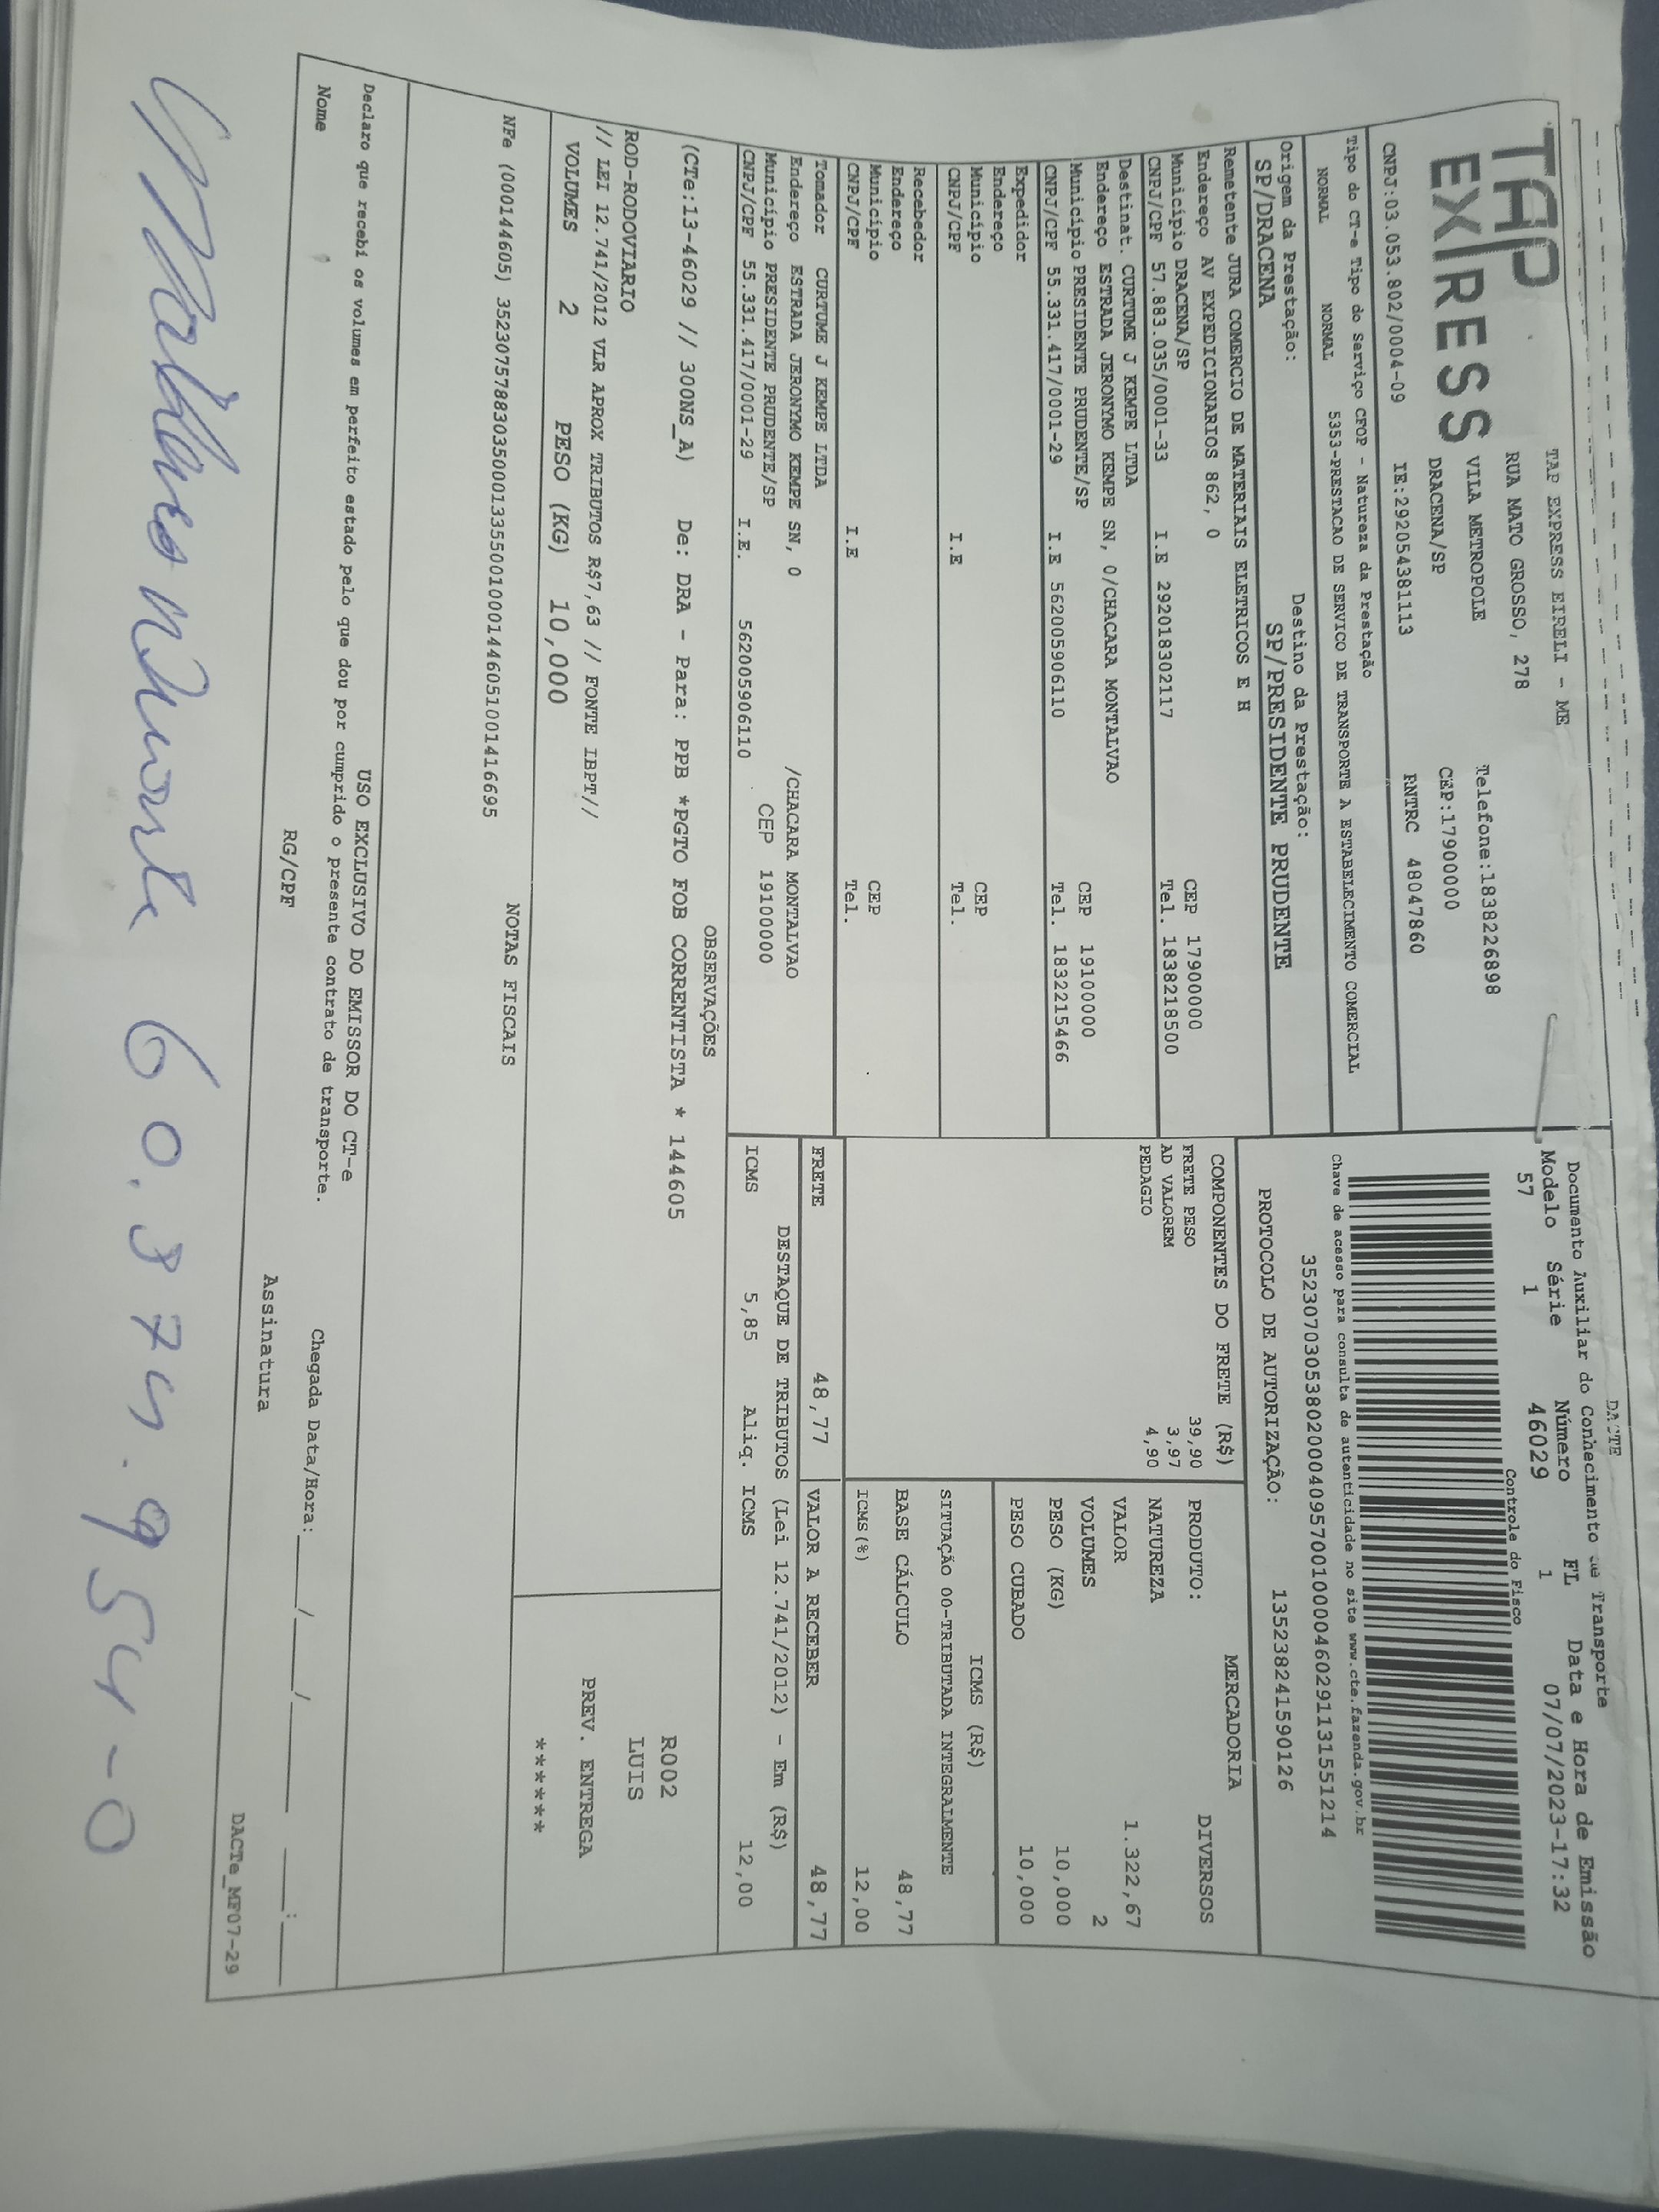 DACTE
TAP EXPRESS
TAP EXPRESS EIRELI - ME
RUA MATO GROSSO, 278
VILA METROPOLE Telefone:1838226898
DRACENA/SP CEP:17900000
CNPJ:03.053.802/0004-09 IE:292054381113 RNTRC 48047860
Documento Auxiliar do Conhecimento de Transporte
Modelo Série Número FL Data e Hora de Emissão
57 1 46029 1 07/07/2023-17:32
Controle do Fisco
Tipo do CT-e Tipo do Serviço CFOP - Natureza da Prestação
NORMAL NORMAL 5353-PRESTACAO DE SERVICO DE TRANSPORTE A ESTABELECIMENTO COMERCIAL
Chave de acesso para consulta de autenticidade no site www.cte.fazenda.gov.br
35230703053802000409570010000460291131551214
Origem da Prestação: Destino da Prestação:
SP/DRACENA SP/PRESIDENTE PRUDENTE
PROTOCOLO DE AUTORIZAÇÃO: 135238241590126
Remetente JURA COMERCIO DE MATERIAIS ELETRICOS E H
Endereço AV EXPEDICIONARIOS 862, 0
Município DRACENA/SP CEP 17900000
CNPJ/CPF 57.883.035/0001-33 I.E 292018302117 Tel. 1838218500
Destinat. CURTUME J KEMPE LTDA
Endereço ESTRADA JERONYMO KEMPE SN, 0/CHACARA MONTALVAO
Município PRESIDENTE PRUDENTE/SP CEP 19100000
CNPJ/CPF 55.331.417/0001-29 I.E 562005906110 Tel. 1832215466
Expedidor
Endereço
Município CEP
CNPJ/CPF I.E Tel.
Recebedor
Endereço
Município CEP
CNPJ/CPF I.E Tel.
Tomador CURTUME J KEMPE LTDA
Endereço ESTRADA JERONYMO KEMPE SN, 0 /CHACARA MONTALVAO
Município PRESIDENTE PRUDENTE/SP CEP 19100000
CNPJ/CPF 55.331.417/0001-29 I.E. 562005906110
COMPONENTES DO FRETE (R$)
FRETE PESO 39,90
AD VALOREM 3,97
PEDAGIO 4,90
MERCADORIA
PRODUTO: DIVERSOS
NATUREZA
VALOR 1.322,67
VOLUMES 2
PESO (KG) 10,000
PESO CUBADO 10,000
ICMS (R$)
SITUAÇÃO 00-TRIBUTADA INTEGRALMENTE
BASE CÁLCULO 48,77
ICMS(%) 12,00
FRETE 48,77 VALOR A RECEBER 48,77
DESTAQUE DE TRIBUTOS (Lei 12.741/2012) - Em (R$)
ICMS 5,85 Aliq. ICMS 12,00
OBSERVAÇÕES
(CTe:13-46029 // 300NS_A) De: DRA - Para: PPB *PGTO FOB CORRENTISTA * 144605
ROD-RODOVIARIO
// LEI 12.741/2012 VLR APROX TRIBUTOS R$7,63 // FONTE IBPT//
VOLUMES 2 PESO (KG) 10,000
R002
LUIS
PREV. ENTREGA
******
NOTAS FISCAIS
NFe (000144605) 35230757883035000133550010001446051001416695
USO EXCLUSIVO DO EMISSOR DO CT-e
Declaro que recebi os volumes em perfeito estado pelo que dou por cumprido o presente contrato de transporte.
Chegada Data/Hora:____/____/______ ____:____
Nome RG/CPF Assinatura
DACTe_MF07-29
60.374.954-0